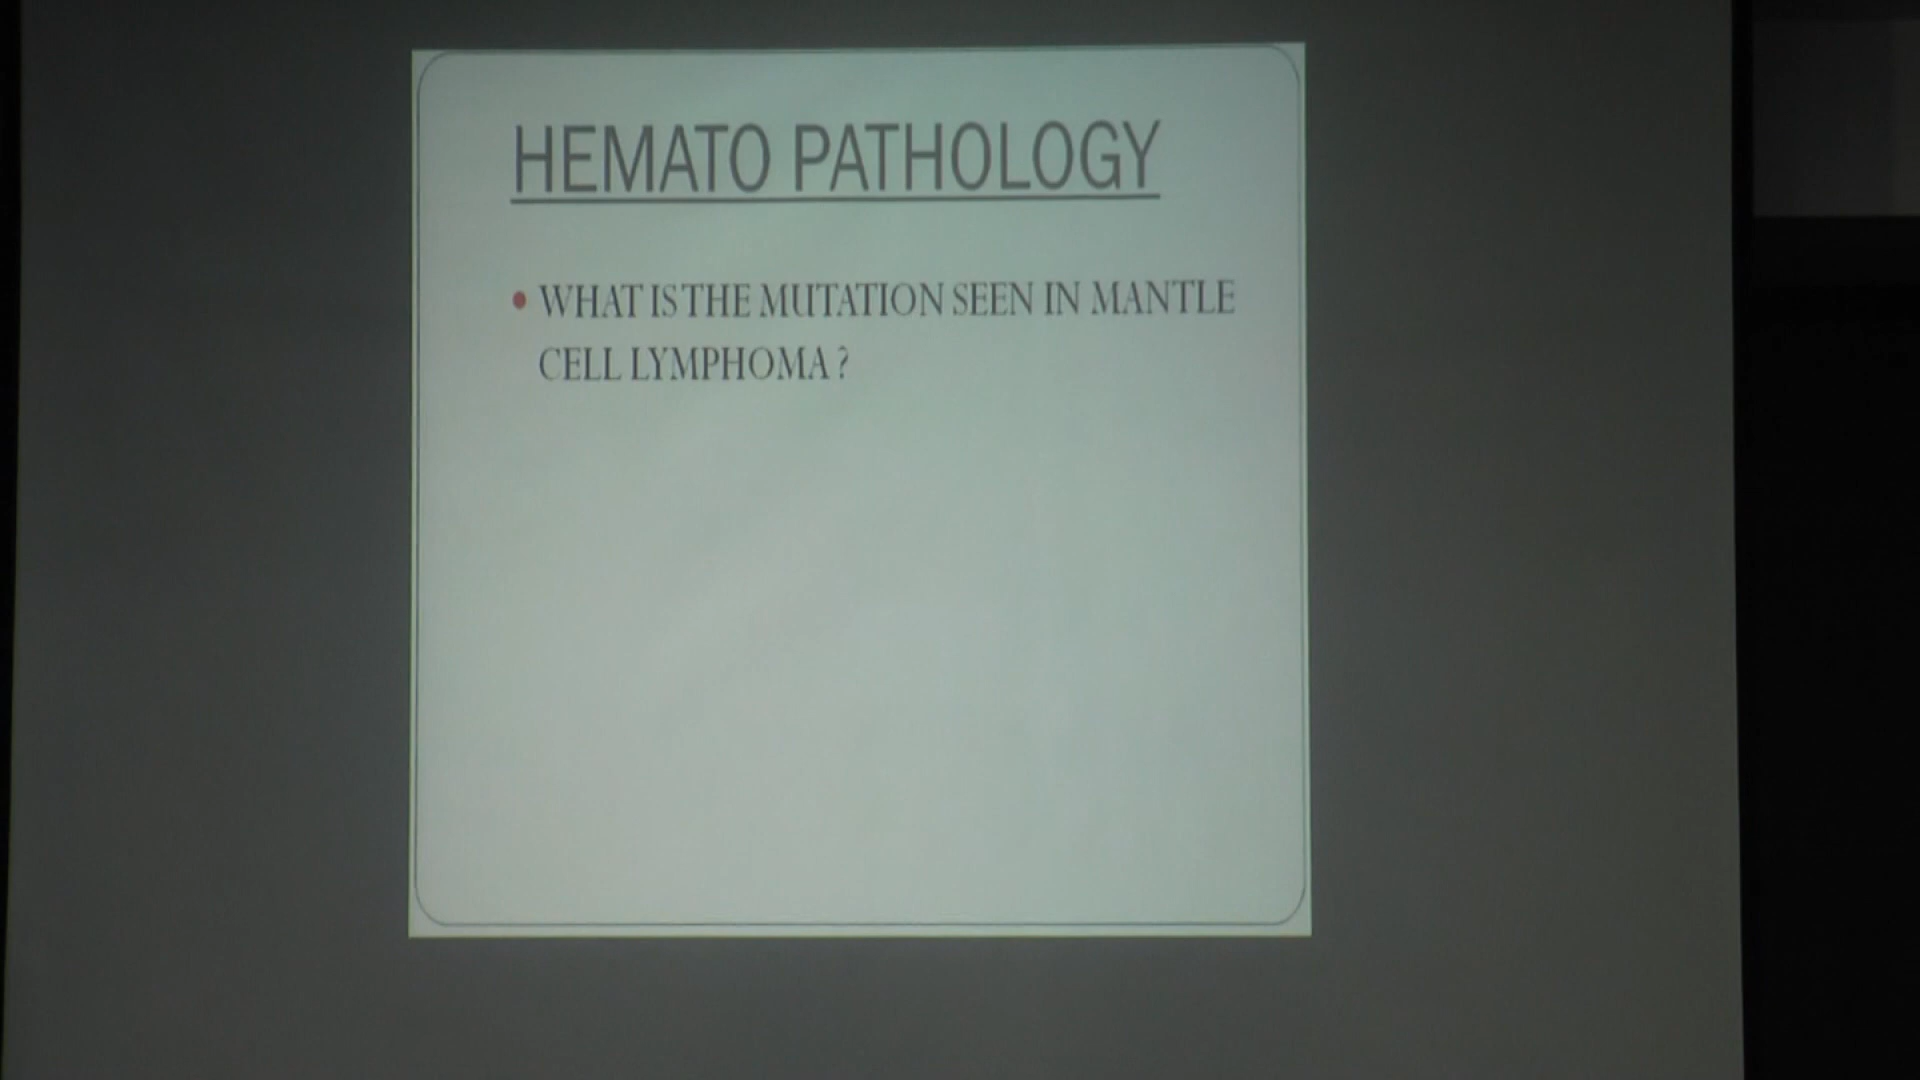 HEMATO PATHOLOGY
• WHAT IS THE MUTATION SEEN IN MANTLE
CELL LYMPHOMA ?